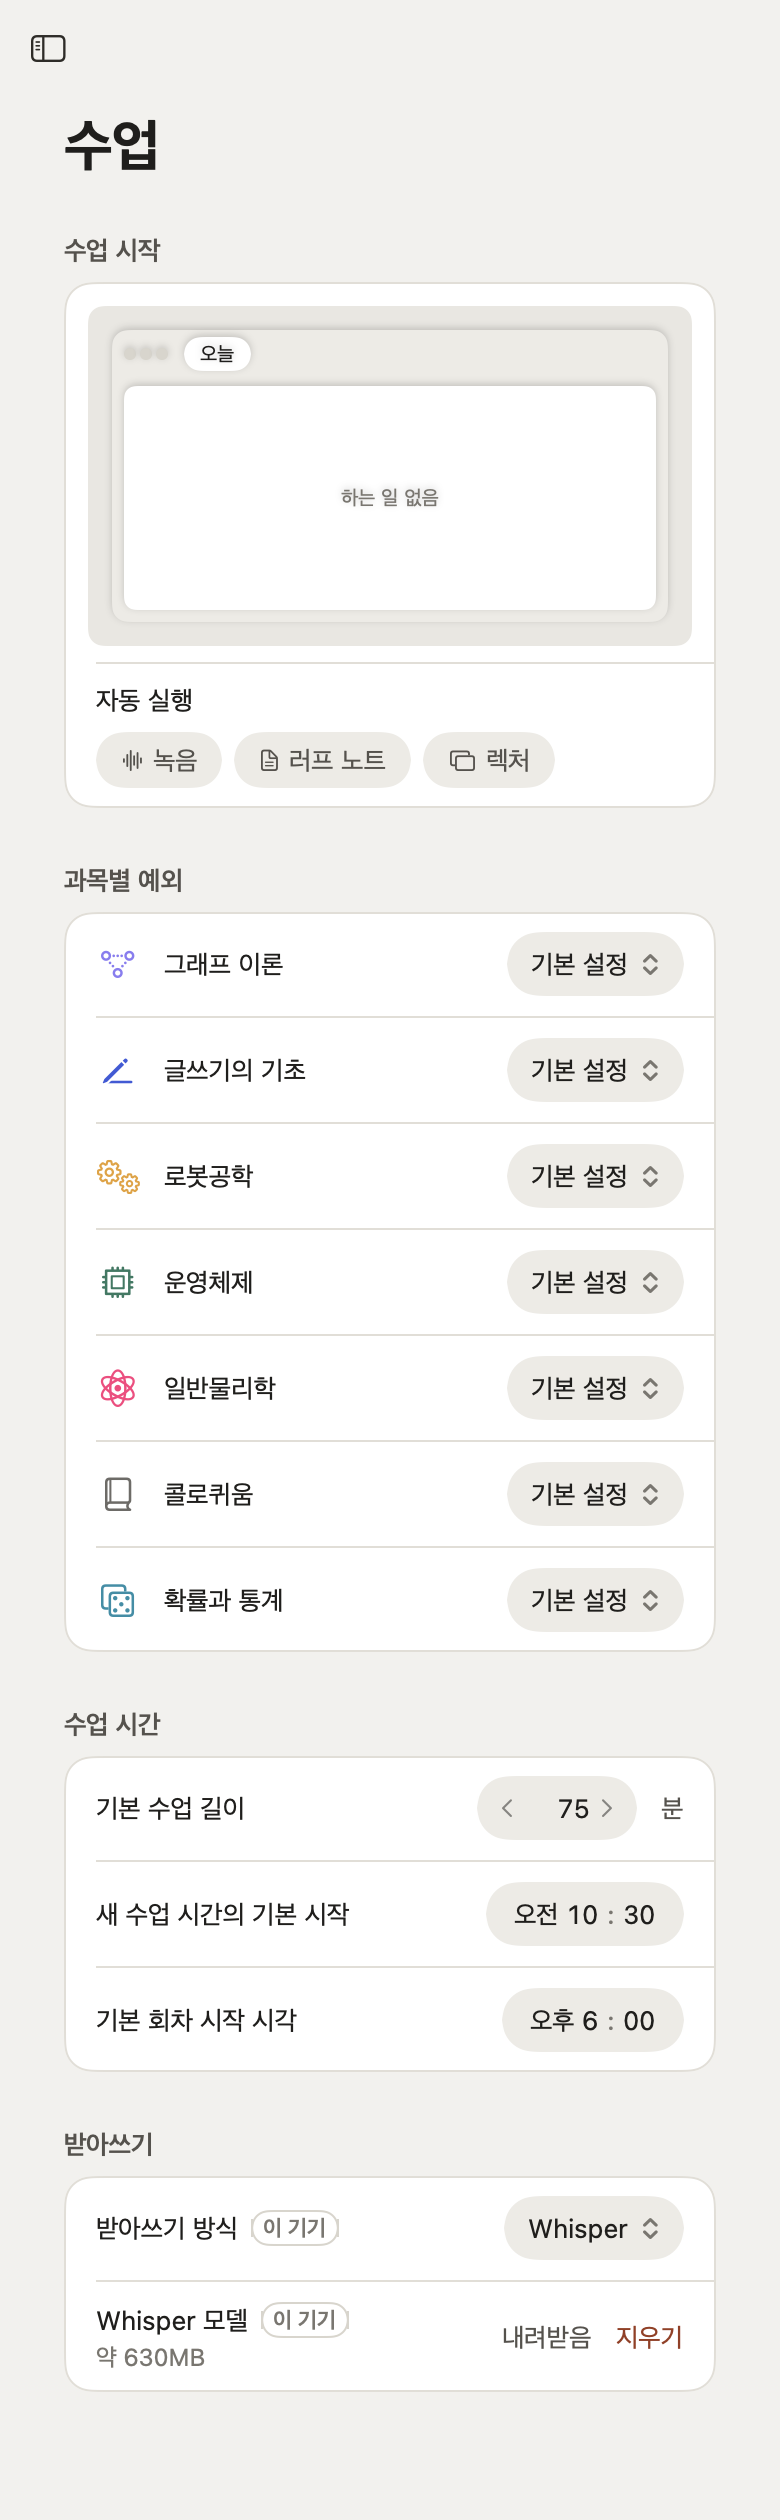 수업
수업 시작
오늘
하는 일 없음
자동 실행
녹음 러프 노트 렉처
과목별 예외
그래프 이론 기본 설정
글쓰기의 기초 기본 설정
로봇공학 기본 설정
운영체제 기본 설정
일반물리학 기본 설정
콜로퀴움 기본 설정
확률과 통계 기본 설정
수업 시간
기본 수업 길이 75 분
새 수업 시간의 기본 시작 오전 10 : 30
기본 회차 시작 시각 오후 6 : 00
받아쓰기
받아쓰기 방식 이 기기 Whisper
Whisper 모델 이 기기 내려받음 지우기
약 630MB